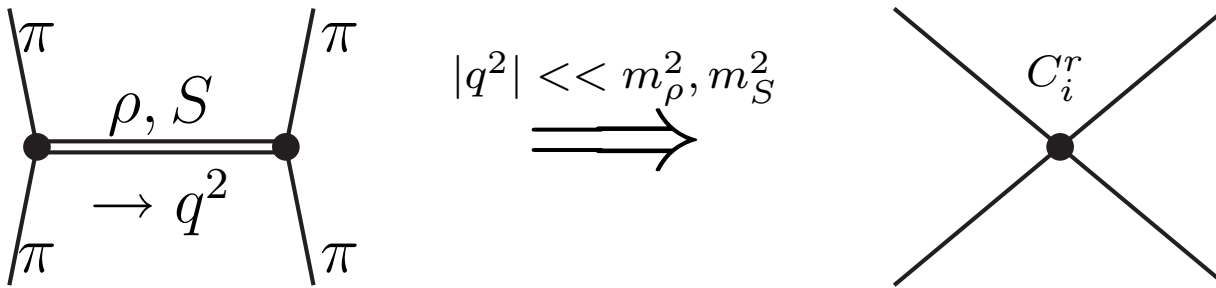 π π
ρ, S
→ q²
π π
|q²| << m²_ρ, m²_S
C^r_i